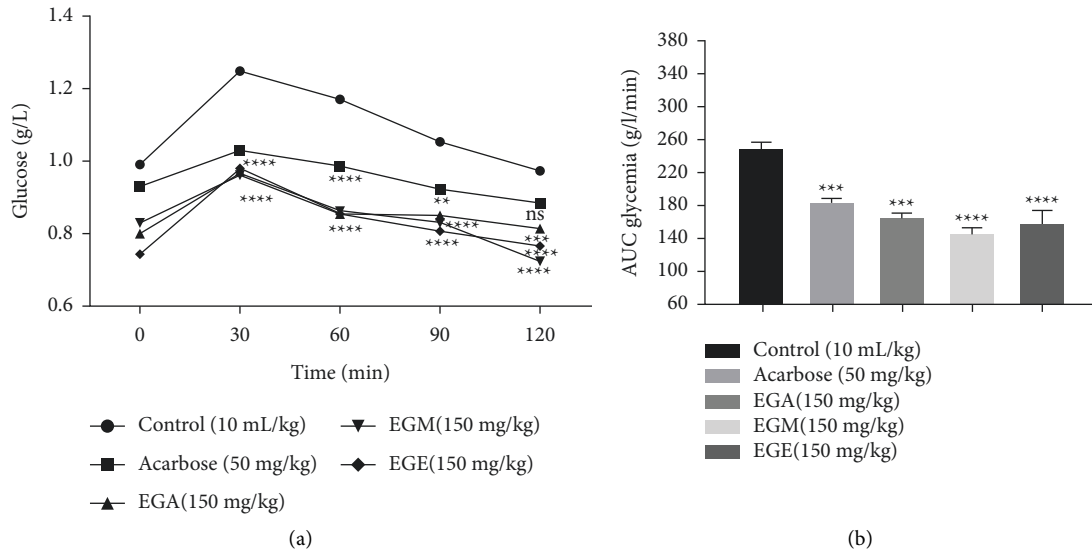 1.4
1.2
1.0
0.8
0.6
Glucose (g/L)
****
****
****
****
**
****
****
ns
***
****
****
0
30
60
90
120
Time (min)
Control (10 mL/kg)
Acarbose (50 mg/kg)
EGA(150 mg/kg)
EGM(150 mg/kg)
EGE(150 mg/kg)
(a)
380
380
300
260
220
180
140
100
60
AUC glycemia (g/l/min)
***
***
****
****
Control (10 mL/kg)
Acarbose (50 mg/kg)
EGA(150 mg/kg)
EGM(150 mg/kg)
EGE(150 mg/kg)
(b)